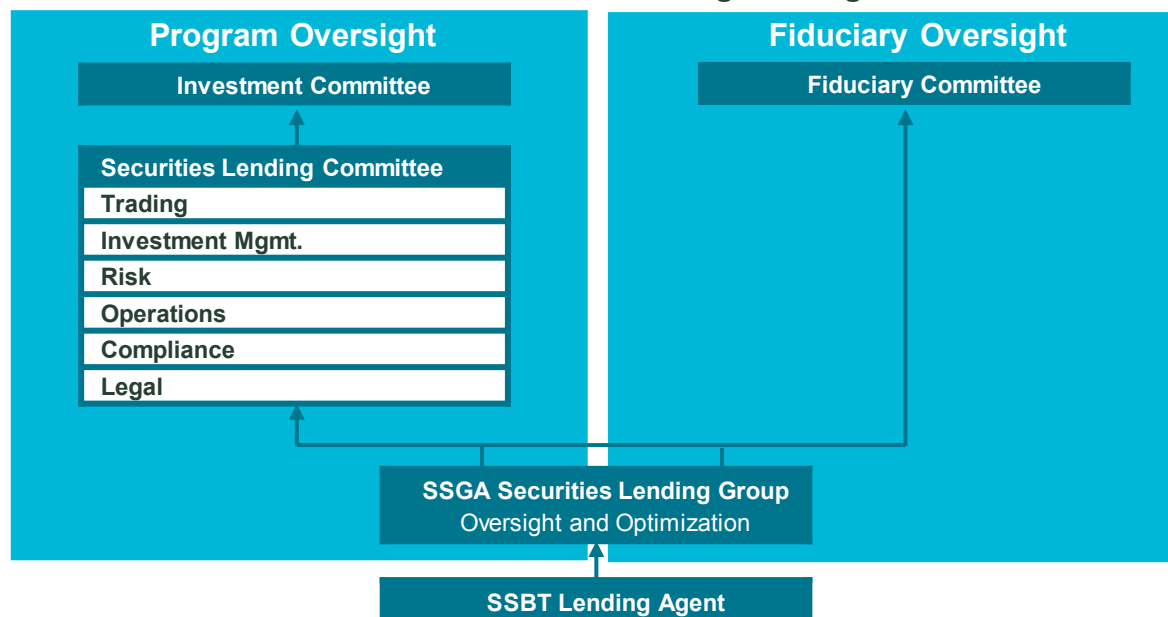 Program Oversight
Investment Committee
Securities Lending Committee
Trading
Investment Mgmt.
Risk
Operations
Compliance
Legal
Fiduciary Oversight
Fiduciary Committee
SSGA Securities Lending Group
Oversight and Optimization
SSBT Lending Agent